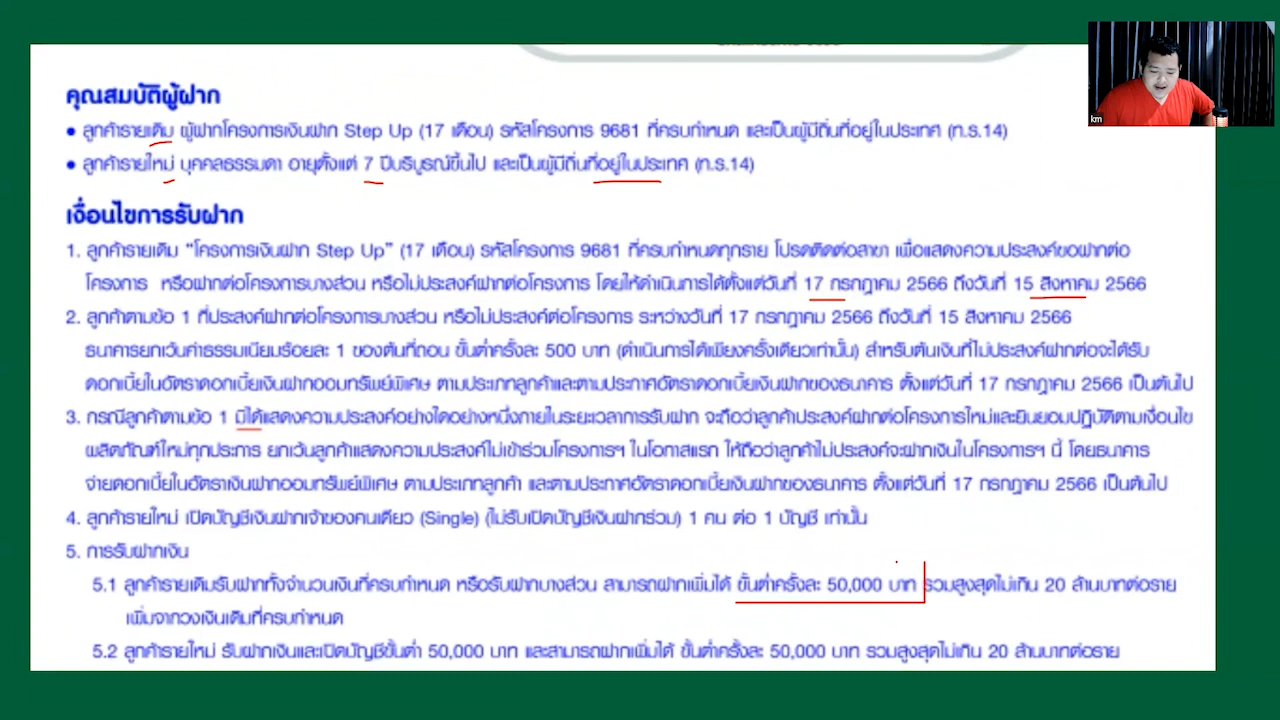 คุณสมบัติผู้ฝาก
• ลูกค้ารายเดิม ผู้ฝากโครงการเงินฝาก Step Up (17 เดือน) รหัสโครงการ 9681 ที่ครบกำหนด และเป็นผู้มีถิ่นที่อยู่ในประเทศ (ท.ร.14)
• ลูกค้ารายใหม่ บุคคลธรรมดา อายุตั้งแต่ 7 ปีบริบูรณ์ขึ้นไป และเป็นผู้มีถิ่นที่อยู่ในประเทศ (ท.ร.14)
เงื่อนไขการรับฝาก
1. ลูกค้ารายเดิม “โครงการเงินฝาก Step Up” (17 เดือน) รหัสโครงการ 9681 ที่ครบกำหนดทุกราย โปรดติดต่อสาขา เพื่อแสดงความประสงค์ขอฝากต่อ
โครงการ หรือฝากต่อโครงการบางส่วน หรือไม่ประสงค์ฝากต่อโครงการ โดยให้ดำเนินการได้ตั้งแต่วันที่ 17 กรกฎาคม 2566 ถึงวันที่ 15 สิงหาคม 2566
2. ลูกค้าตามข้อ 1 ที่ประสงค์ฝากต่อโครงการบางส่วน หรือไม่ประสงค์ต่อโครงการ ระหว่างวันที่ 17 กรกฎาคม 2566 ถึงวันที่ 15 สิงหาคม 2566
ธนาคารยกเว้นค่าธรรมเนียมร้อยละ 1 ของต้นที่ถอน ขั้นต่ำครั้งละ 500 บาท (ดำเนินการได้เพียงครั้งเดียวเท่านั้น) สำหรับต้นเงินที่ไม่ประสงค์ฝากต่อจะได้รับ
ดอกเบี้ยในอัตราดอกเบี้ยเงินฝากออมทรัพย์พิเศษ ตามประเภทลูกค้าและตามประกาศอัตราดอกเบี้ยเงินฝากของธนาคาร ตั้งแต่วันที่ 17 กรกฎาคม 2566 เป็นต้นไป
3. กรณีลูกค้าตามข้อ 1 มิได้แสดงความประสงค์อย่างใดอย่างหนึ่งภายในระยะเวลาการรับฝาก จะถือว่าลูกค้าประสงค์ฝากต่อโครงการใหม่และยินยอมปฏิบัติตามเงื่อนไข
ผลิตภัณฑ์ใหม่ทุกประการ ยกเว้นลูกค้าแสดงความประสงค์ไม่เข้าร่วมโครงการฯ ในโอกาสแรก ให้ถือว่าลูกค้าไม่ประสงค์จะฝากเงินในโครงการฯ นี้ โดยธนาคาร
จ่ายดอกเบี้ยในอัตราเงินฝากออมทรัพย์พิเศษ ตามประเภทลูกค้า และตามประกาศอัตราดอกเบี้ยเงินฝากของธนาคาร ตั้งแต่วันที่ 17 กรกฎาคม 2566 เป็นต้นไป
4. ลูกค้ารายใหม่ เปิดบัญชีเงินฝากเจ้าของคนเดียว (Single) (ไม่รับเปิดบัญชีเงินฝากร่วม) 1 คน ต่อ 1 บัญชี เท่านั้น
5. การรับฝากเงิน
5.1 ลูกค้ารายเดิมรับฝากทั้งจำนวนเงินที่ครบกำหนด หรือรับฝากบางส่วน สามารถฝากเพิ่มได้ ขั้นต่ำครั้งละ 50,000 บาท รวมสูงสุดไม่เกิน 20 ล้านบาทต่อราย
เพิ่มจากวงเงินเดิมที่ครบกำหนด
5.2 ลูกค้ารายใหม่ รับฝากเงินและเปิดบัญชีขั้นต่ำ 50,000 บาท และสามารถฝากเพิ่มได้ ขั้นต่ำครั้งละ 50,000 บาท รวมสูงสุดไม่เกิน 20 ล้านบาทต่อราย
km